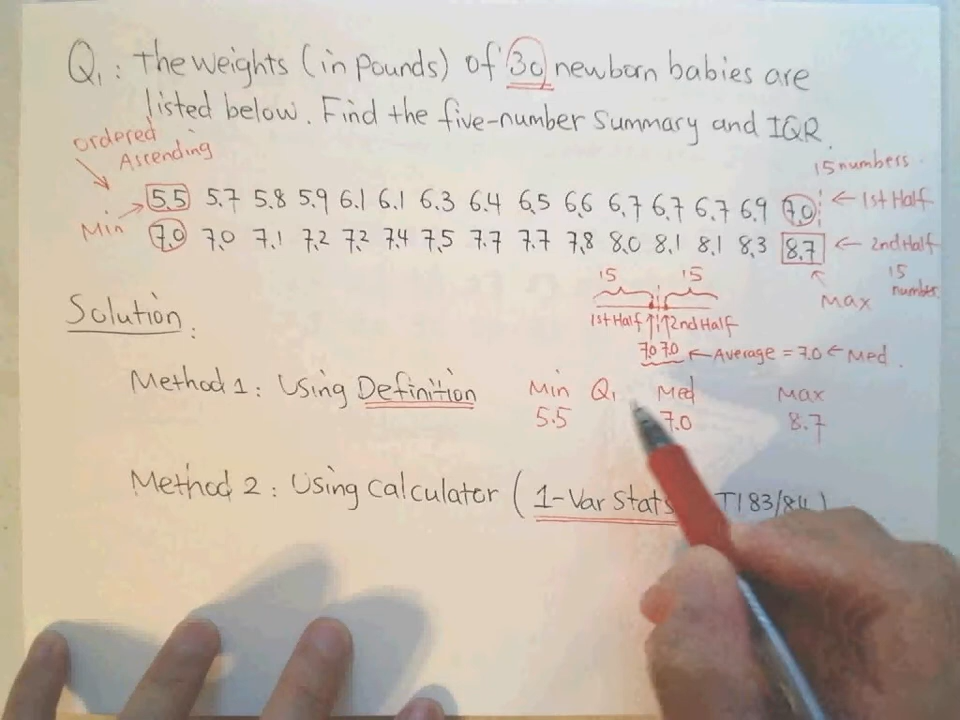 Q₁: The weights (in pounds) of 30 newborn babies are
listed below. Find the five-number summary and IQR.
ordered
Ascending
15 numbers
5.5 5.7 5.8 5.9 6.1 6.1 6.3 6.4 6.5 6.6 6.7 6.7 6.7 6.9 7.0 ← 1st Half
Min
7.0 7.0 7.1 7.2 7.2 7.4 7.5 7.7 7.7 7.8 8.0 8.1 8.1 8.3 8.7 ← 2nd Half
15
number
Max
15 15
1st Half 2nd Half
7.0 7.0 ← Average = 7.0 ← Med.
Solution:
Method 1: Using Definition
Min Q₁ Med Max
5.5 7.0 8.7
Method 2: Using Calculator (1-Var Stats TI 83/84)